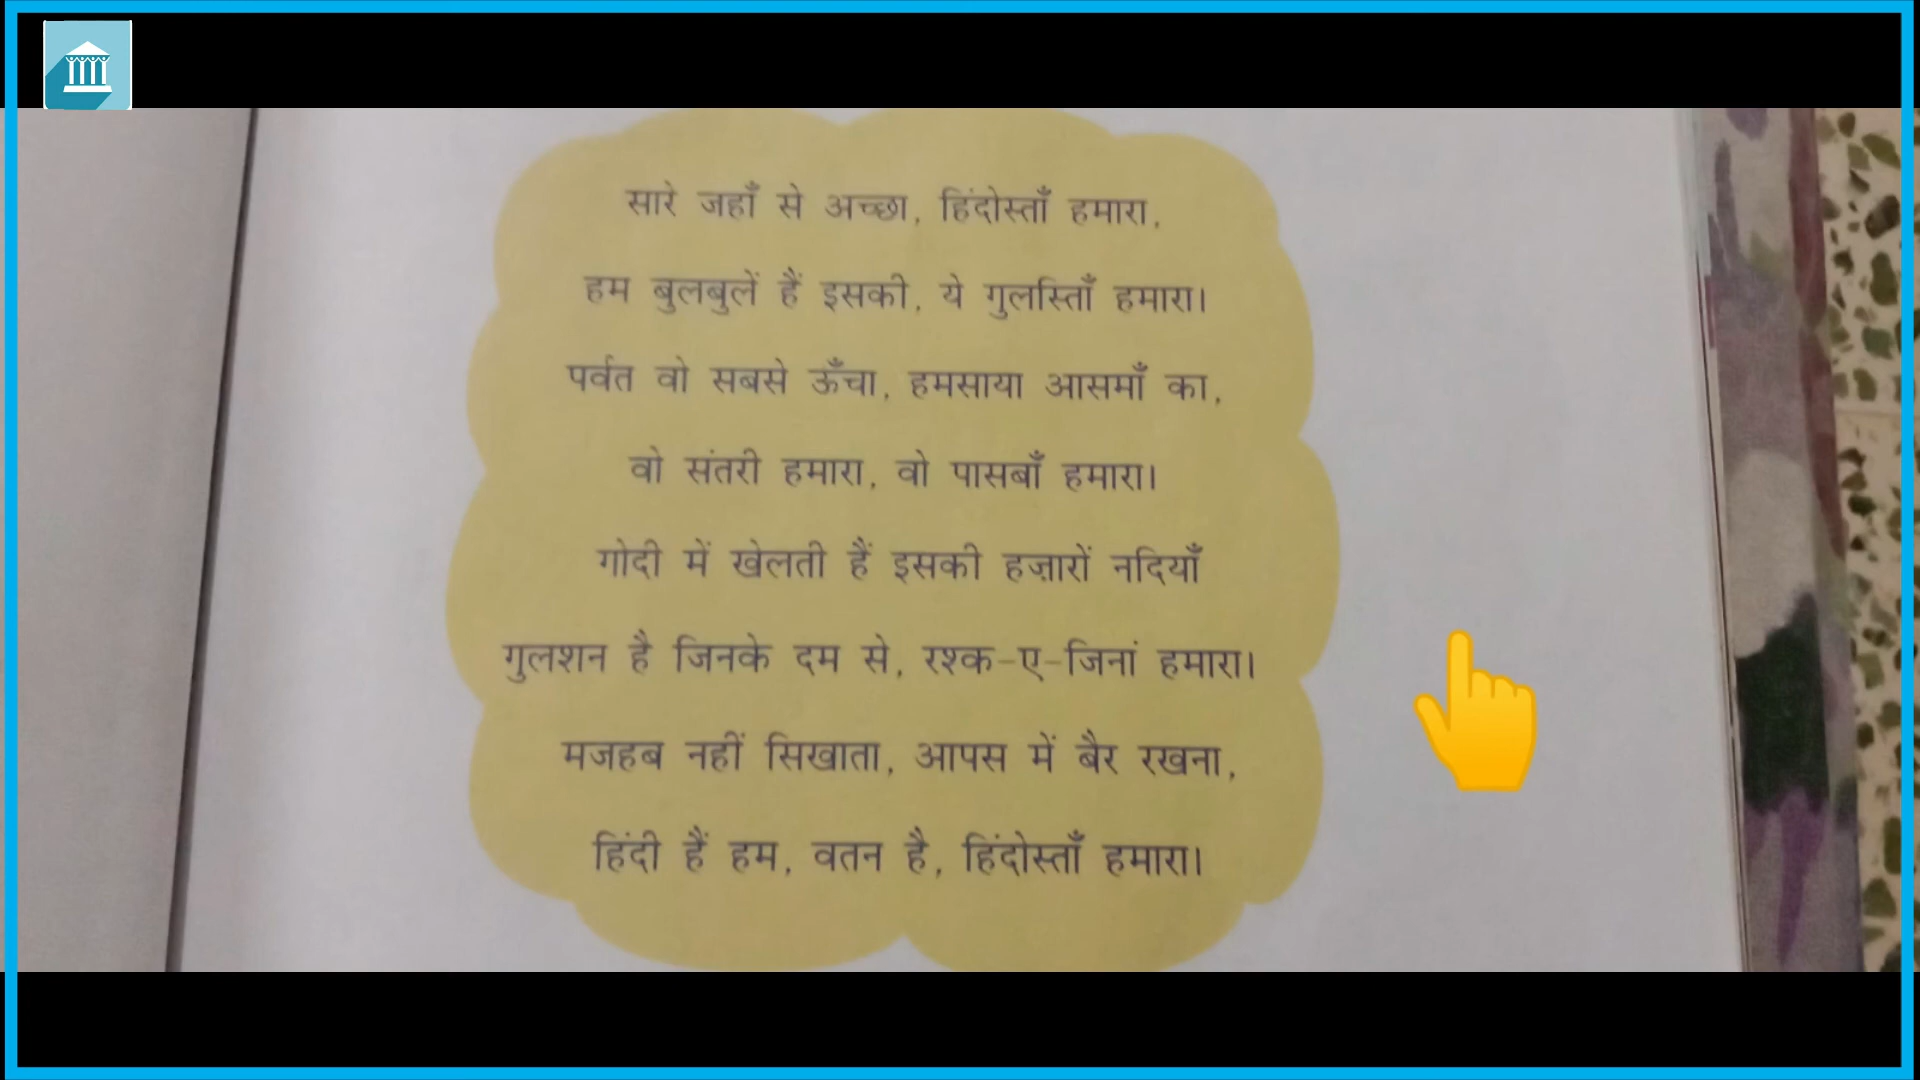 सारे जहाँ से अच्छा, हिंदोस्ताँ हमारा,
हम बुलबुलें हैं इसकी, ये गुलस्ताँ हमारा।
पर्वत वो सबसे ऊँचा, हमसाया आसमाँ का,
वो संतरी हमारा, वो पासबाँ हमारा।
गोदी में खेलती हैं इसकी हज़ारों नदियाँ
गुलशन है जिनके दम से, रश्क-ए-जिनां हमारा।
मजहब नहीं सिखाता, आपस में बैर रखना,
हिंदी हैं हम, वतन है, हिंदोस्ताँ हमारा।